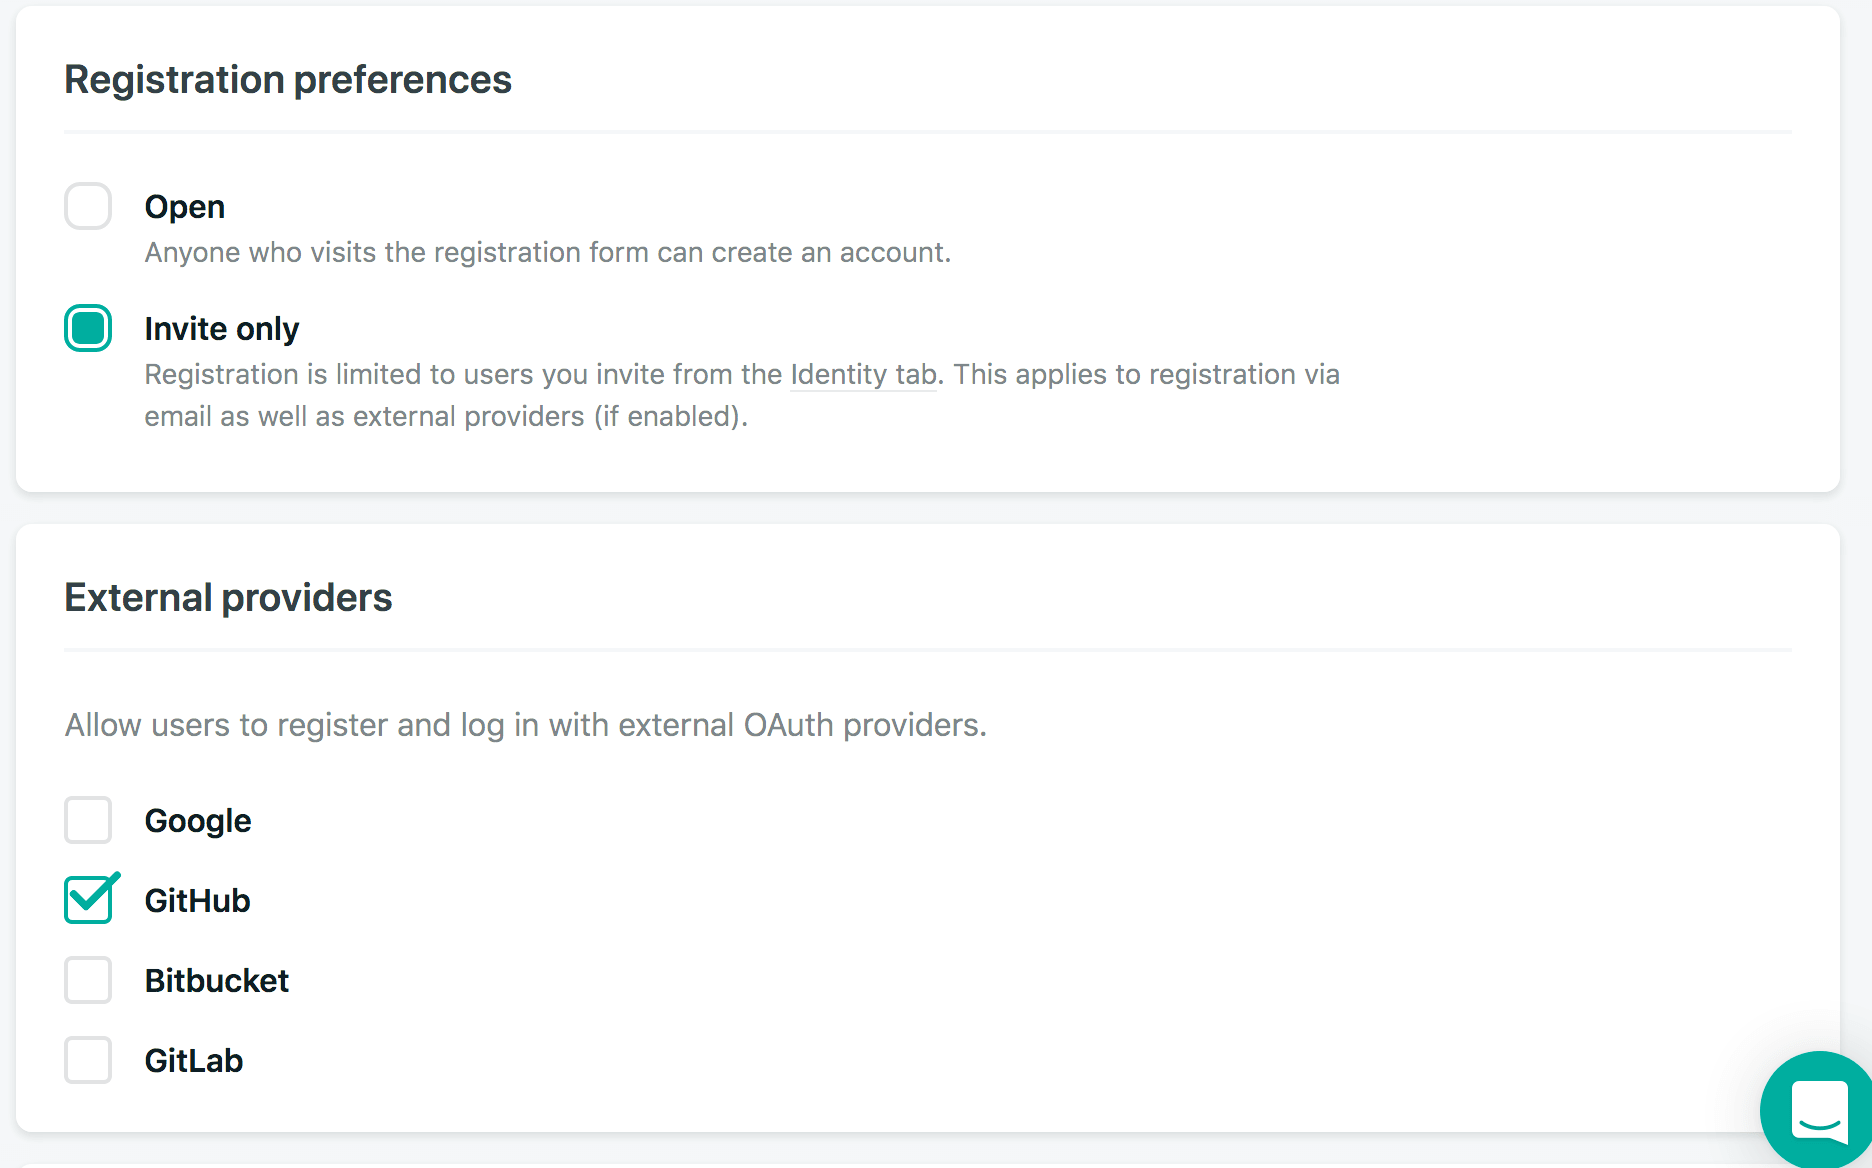 Registration preferences
Open
Anyone who visits the registration form can create an account.
Invite only
Registration is limited to users you invite from the Identity tab. This applies to registration via
email as well as external providers (if enabled).
External providers
Allow users to register and log in with external OAuth providers.
Google
GitHub
Bitbucket
GitLab